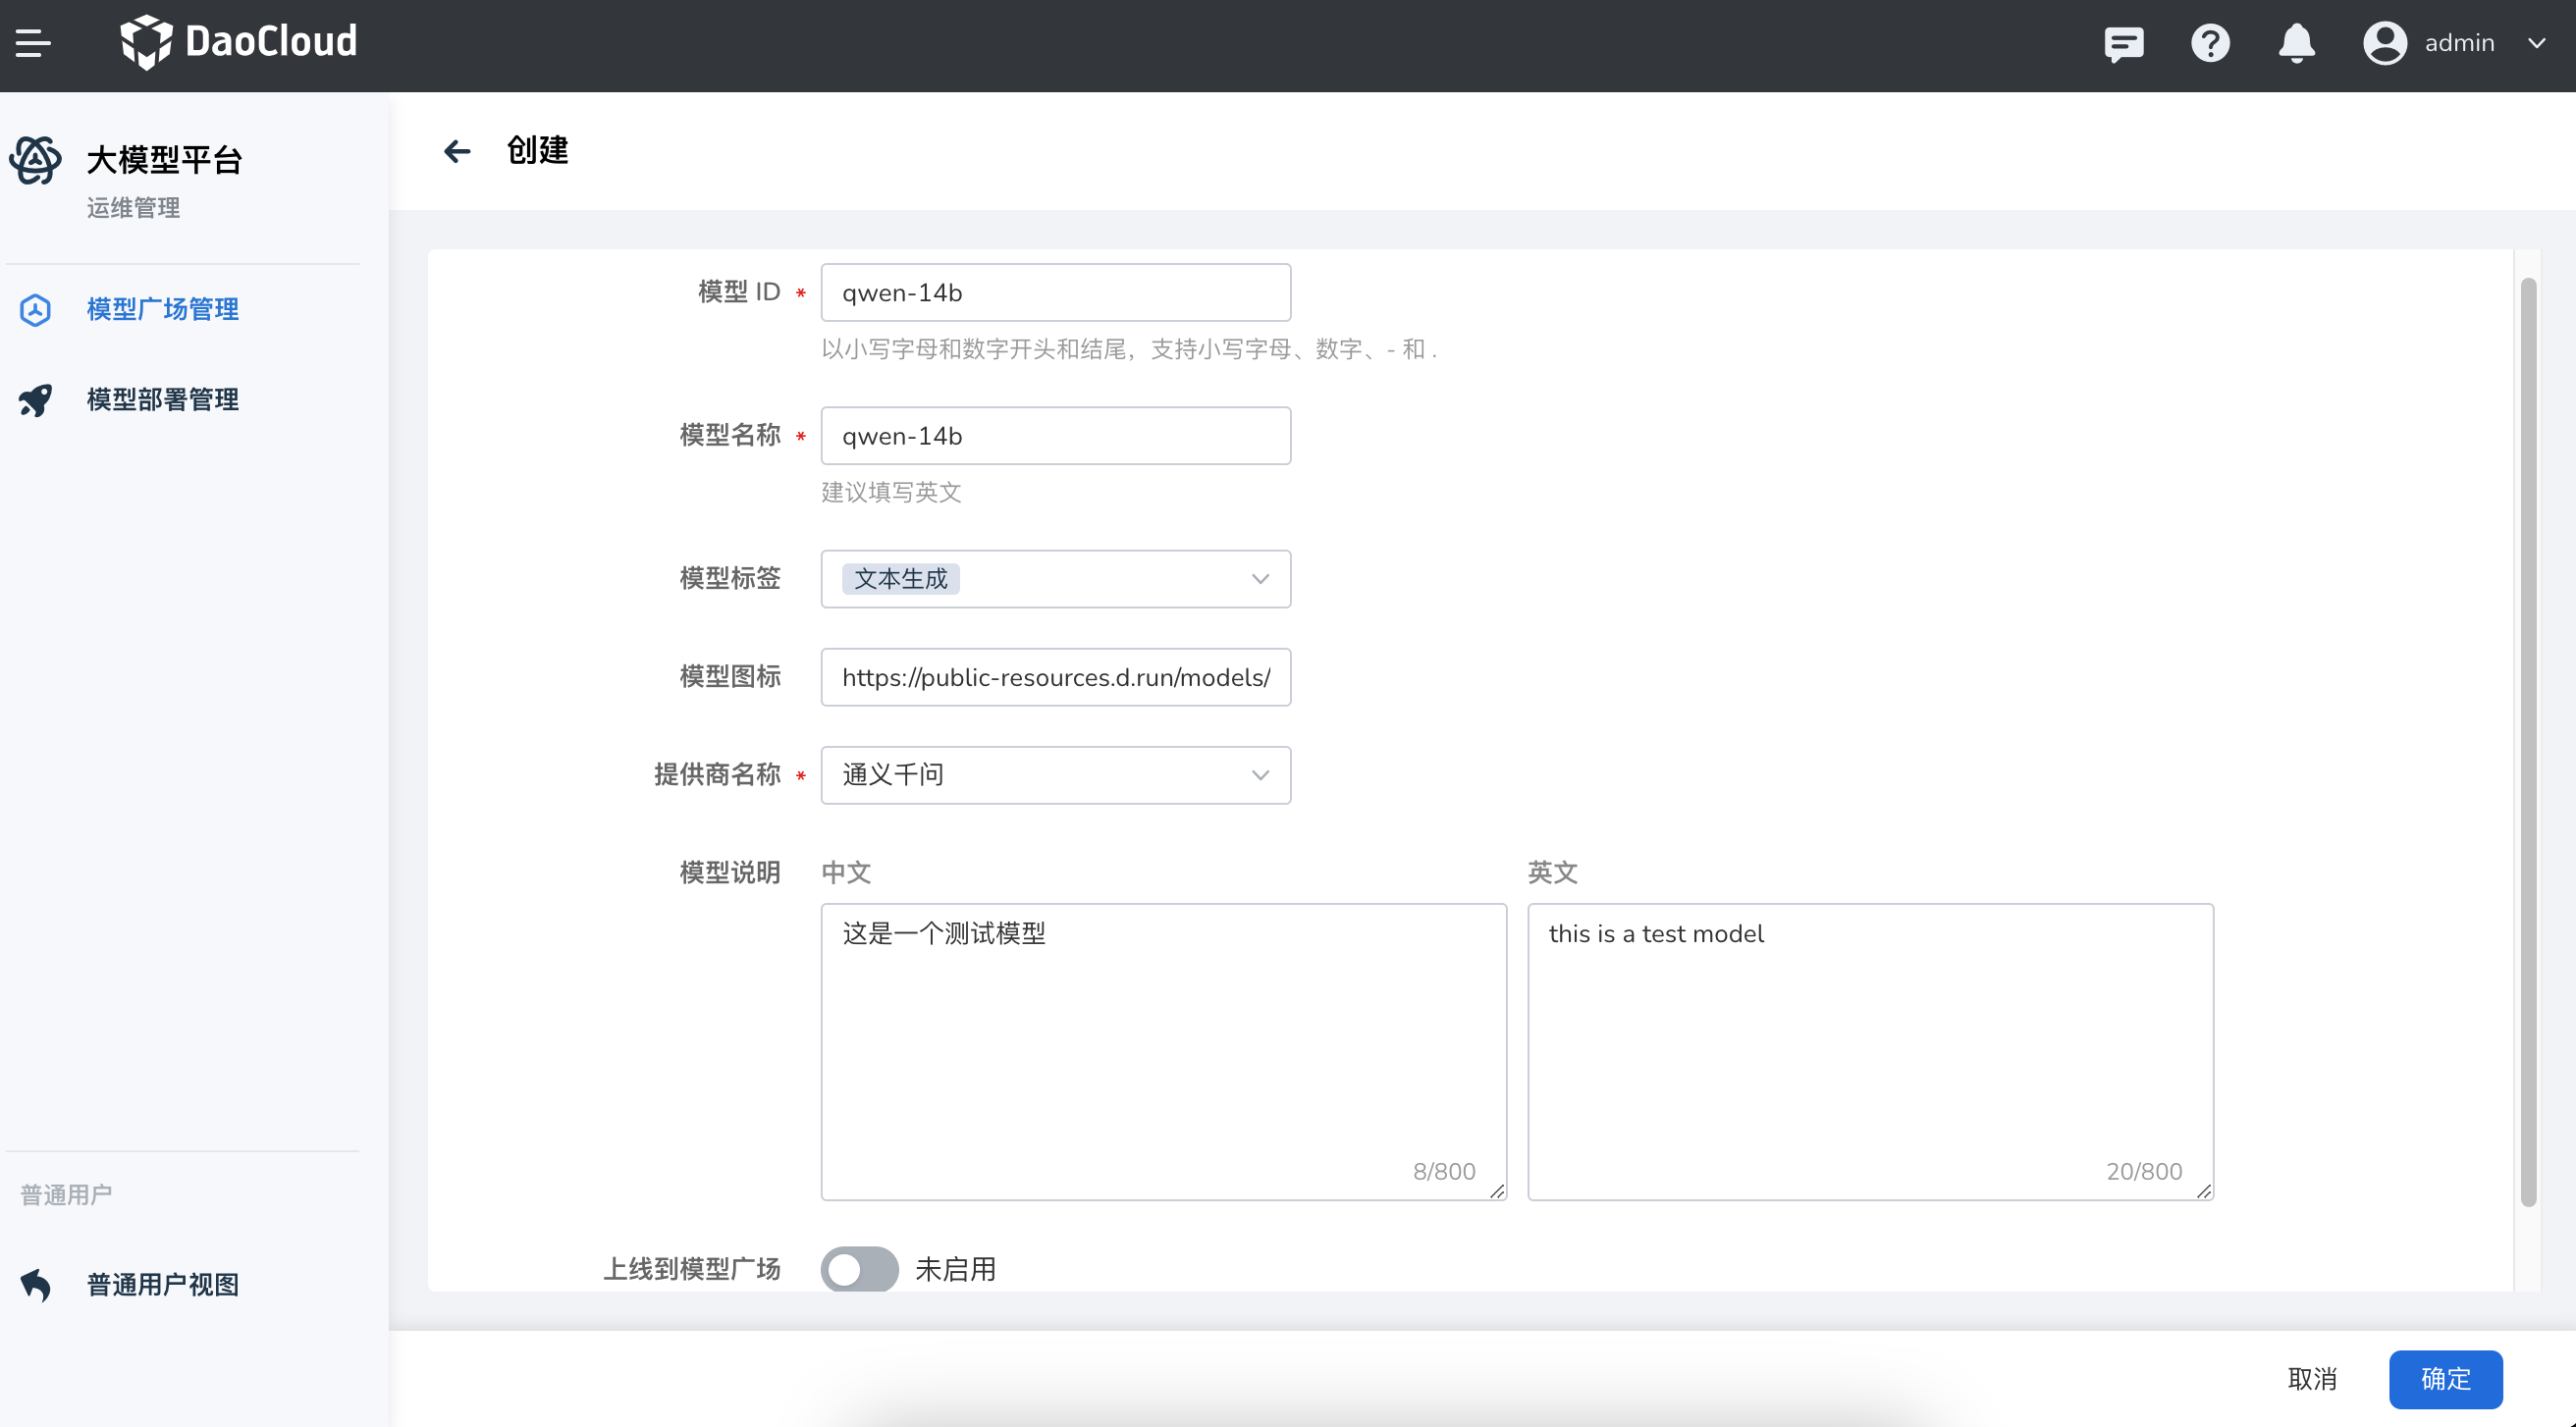 DaoCloud
admin
大模型平台
运维管理
模型广场管理
模型部署管理
普通用户
普通用户视图
创建
模型 ID *
qwen-14b
以小写字母和数字开头和结尾，支持小写字母、数字、- 和 .
模型名称 *
qwen-14b
建议填写英文
模型标签
文本生成
模型图标
https://public-resources.d.run/models/
提供商名称 *
通义千问
模型说明
中文
这是一个测试模型
8/800
英文
this is a test model
20/800
上线到模型广场
未启用
取消
确定